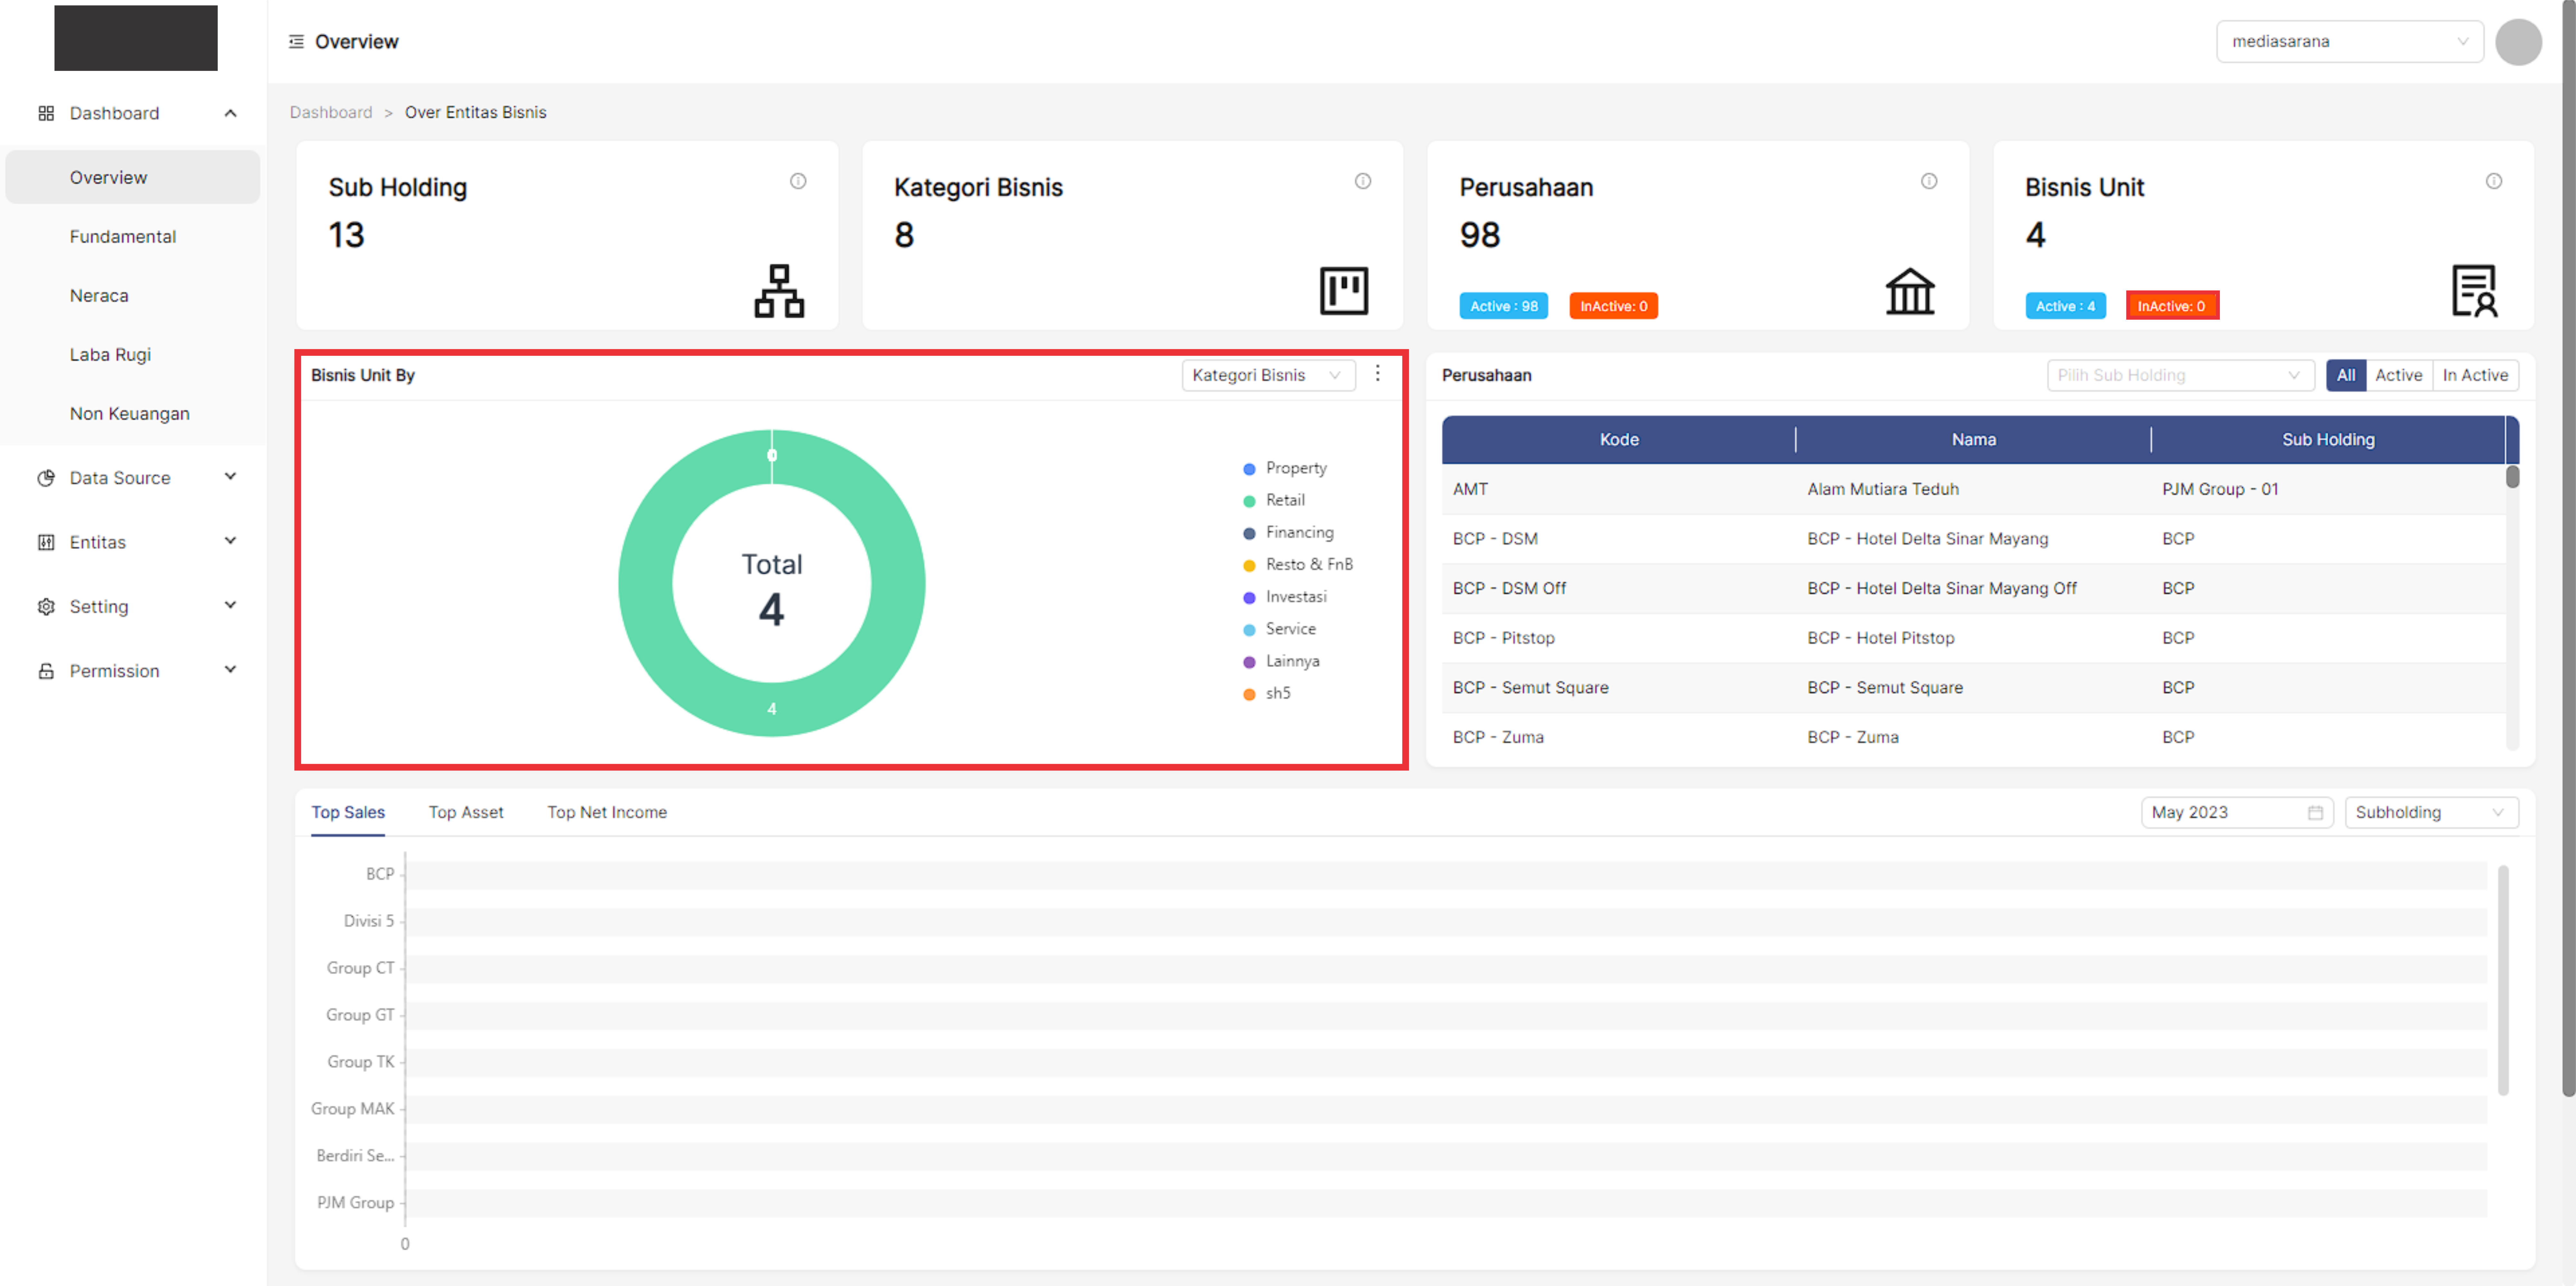 Overview
mediasarana
Dashboard
Overview
Fundamental
Neraca
Laba Rugi
Non Keuangan
Data Source
Entitas
Setting
Permission
Dashboard > Over Entitas Bisnis
Sub Holding
13
Kategori Bisnis
8
Perusahaan
98
Active : 98 InActive: 0
Bisnis Unit
4
Active : 4 InActive: 0
Bisnis Unit By Kategori Bisnis
0
Total
4
4
Property
Retail
Financing
Resto & FnB
Investasi
Service
Lainnya
sh5
Perusahaan Pilih Sub Holding All Active In Active
Kode Nama Sub Holding
AMT Alam Mutiara Teduh PJM Group - 01
BCP - DSM BCP - Hotel Delta Sinar Mayang BCP
BCP - DSM Off BCP - Hotel Delta Sinar Mayang Off BCP
BCP - Pitstop BCP - Hotel Pitstop BCP
BCP - Semut Square BCP - Semut Square BCP
BCP - Zuma BCP - Zuma BCP
Top Sales Top Asset Top Net Income May 2023 Subholding
BCP
Divisi 5
Group CT
Group GT
Group TK
Group MAK
Berdiri Se...
PJM Group
0